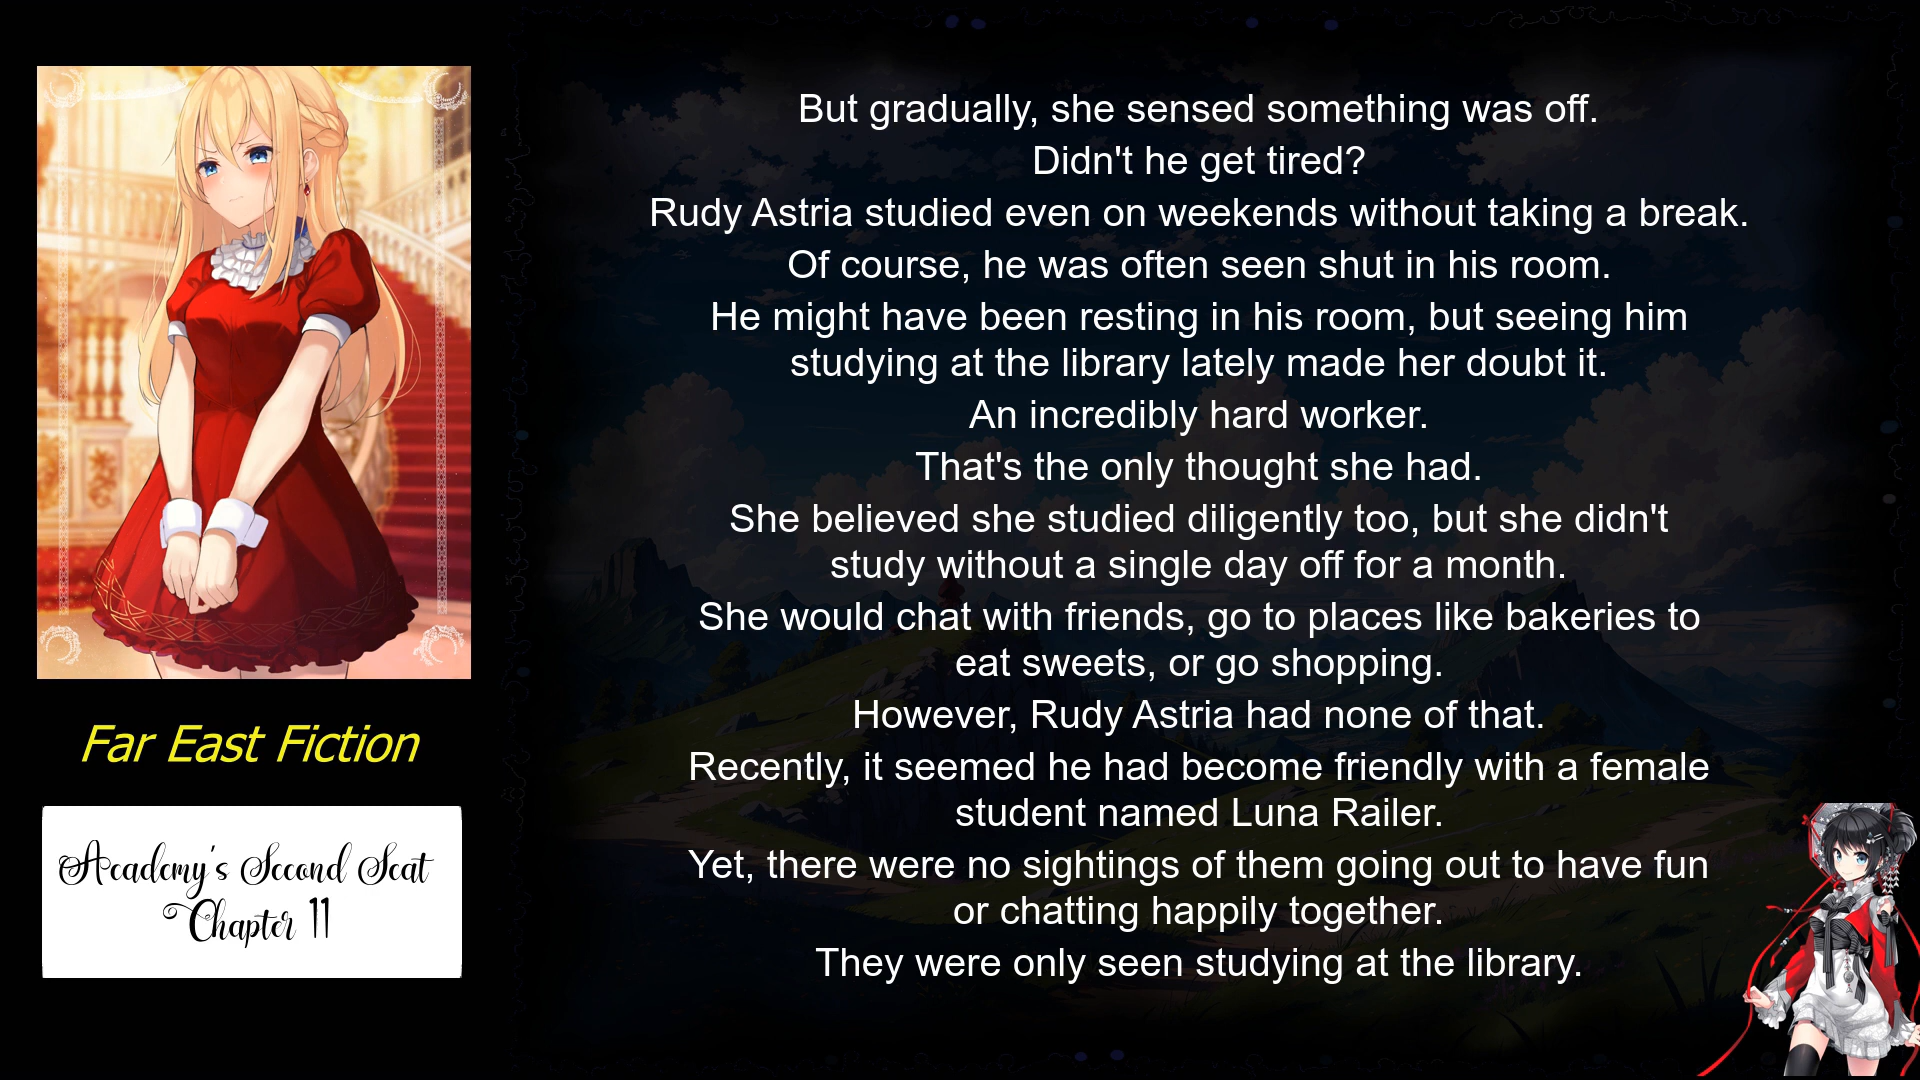 But gradually, she sensed something was off.
Didn't he get tired?
Rudy Astria studied even on weekends without taking a break.
Of course, he was often seen shut in his room.
He might have been resting in his room, but seeing him
studying at the library lately made her doubt it.
An incredibly hard worker.
That's the only thought she had.
She believed she studied diligently too, but she didn't
study without a single day off for a month.
She would chat with friends, go to places like bakeries to
eat sweets, or go shopping.
However, Rudy Astria had none of that.
Recently, it seemed he had become friendly with a female
student named Luna Railer.
Yet, there were no sightings of them going out to have fun
or chatting happily together.
They were only seen studying at the library.
Far East Fiction
Academy's Second Seat
Chapter 11